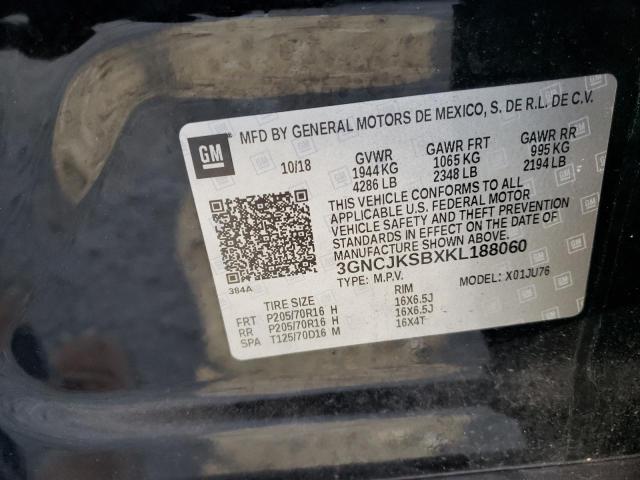 GM
MFD BY GENERAL MOTORS DE MEXICO, S. DE R.L. DE C.V.
10/18 GVWR GAWR FRT GAWR RR
1944 KG 1065 KG 995 KG
4286 LB 2348 LB 2194 LB
THIS VEHICLE CONFORMS TO ALL
APPLICABLE U.S. FEDERAL MOTOR
VEHICLE SAFETY AND THEFT PREVENTION
STANDARDS IN EFFECT ON THE DATE OF
MANUFACTURE SHOWN ABOVE.
3GNCJKSBXKL188060
384A TYPE: M.P.V. MODEL: X01JU76
TIRE SIZE RIM
FRT P205/70R16 H 16X6.5J
RR P205/70R16 H 16X6.5J
SPA T125/70D16 M 16X4T